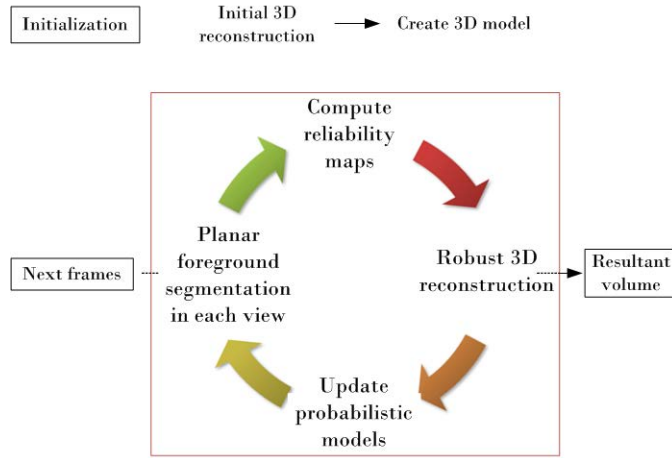 Initialization
Initial 3D
reconstruction
Create 3D model
Compute
reliability
maps
Planar
foreground
segmentation
in each view
Next frames
Robust 3D
reconstruction
Resultant
volume
Update
probabilistic
models